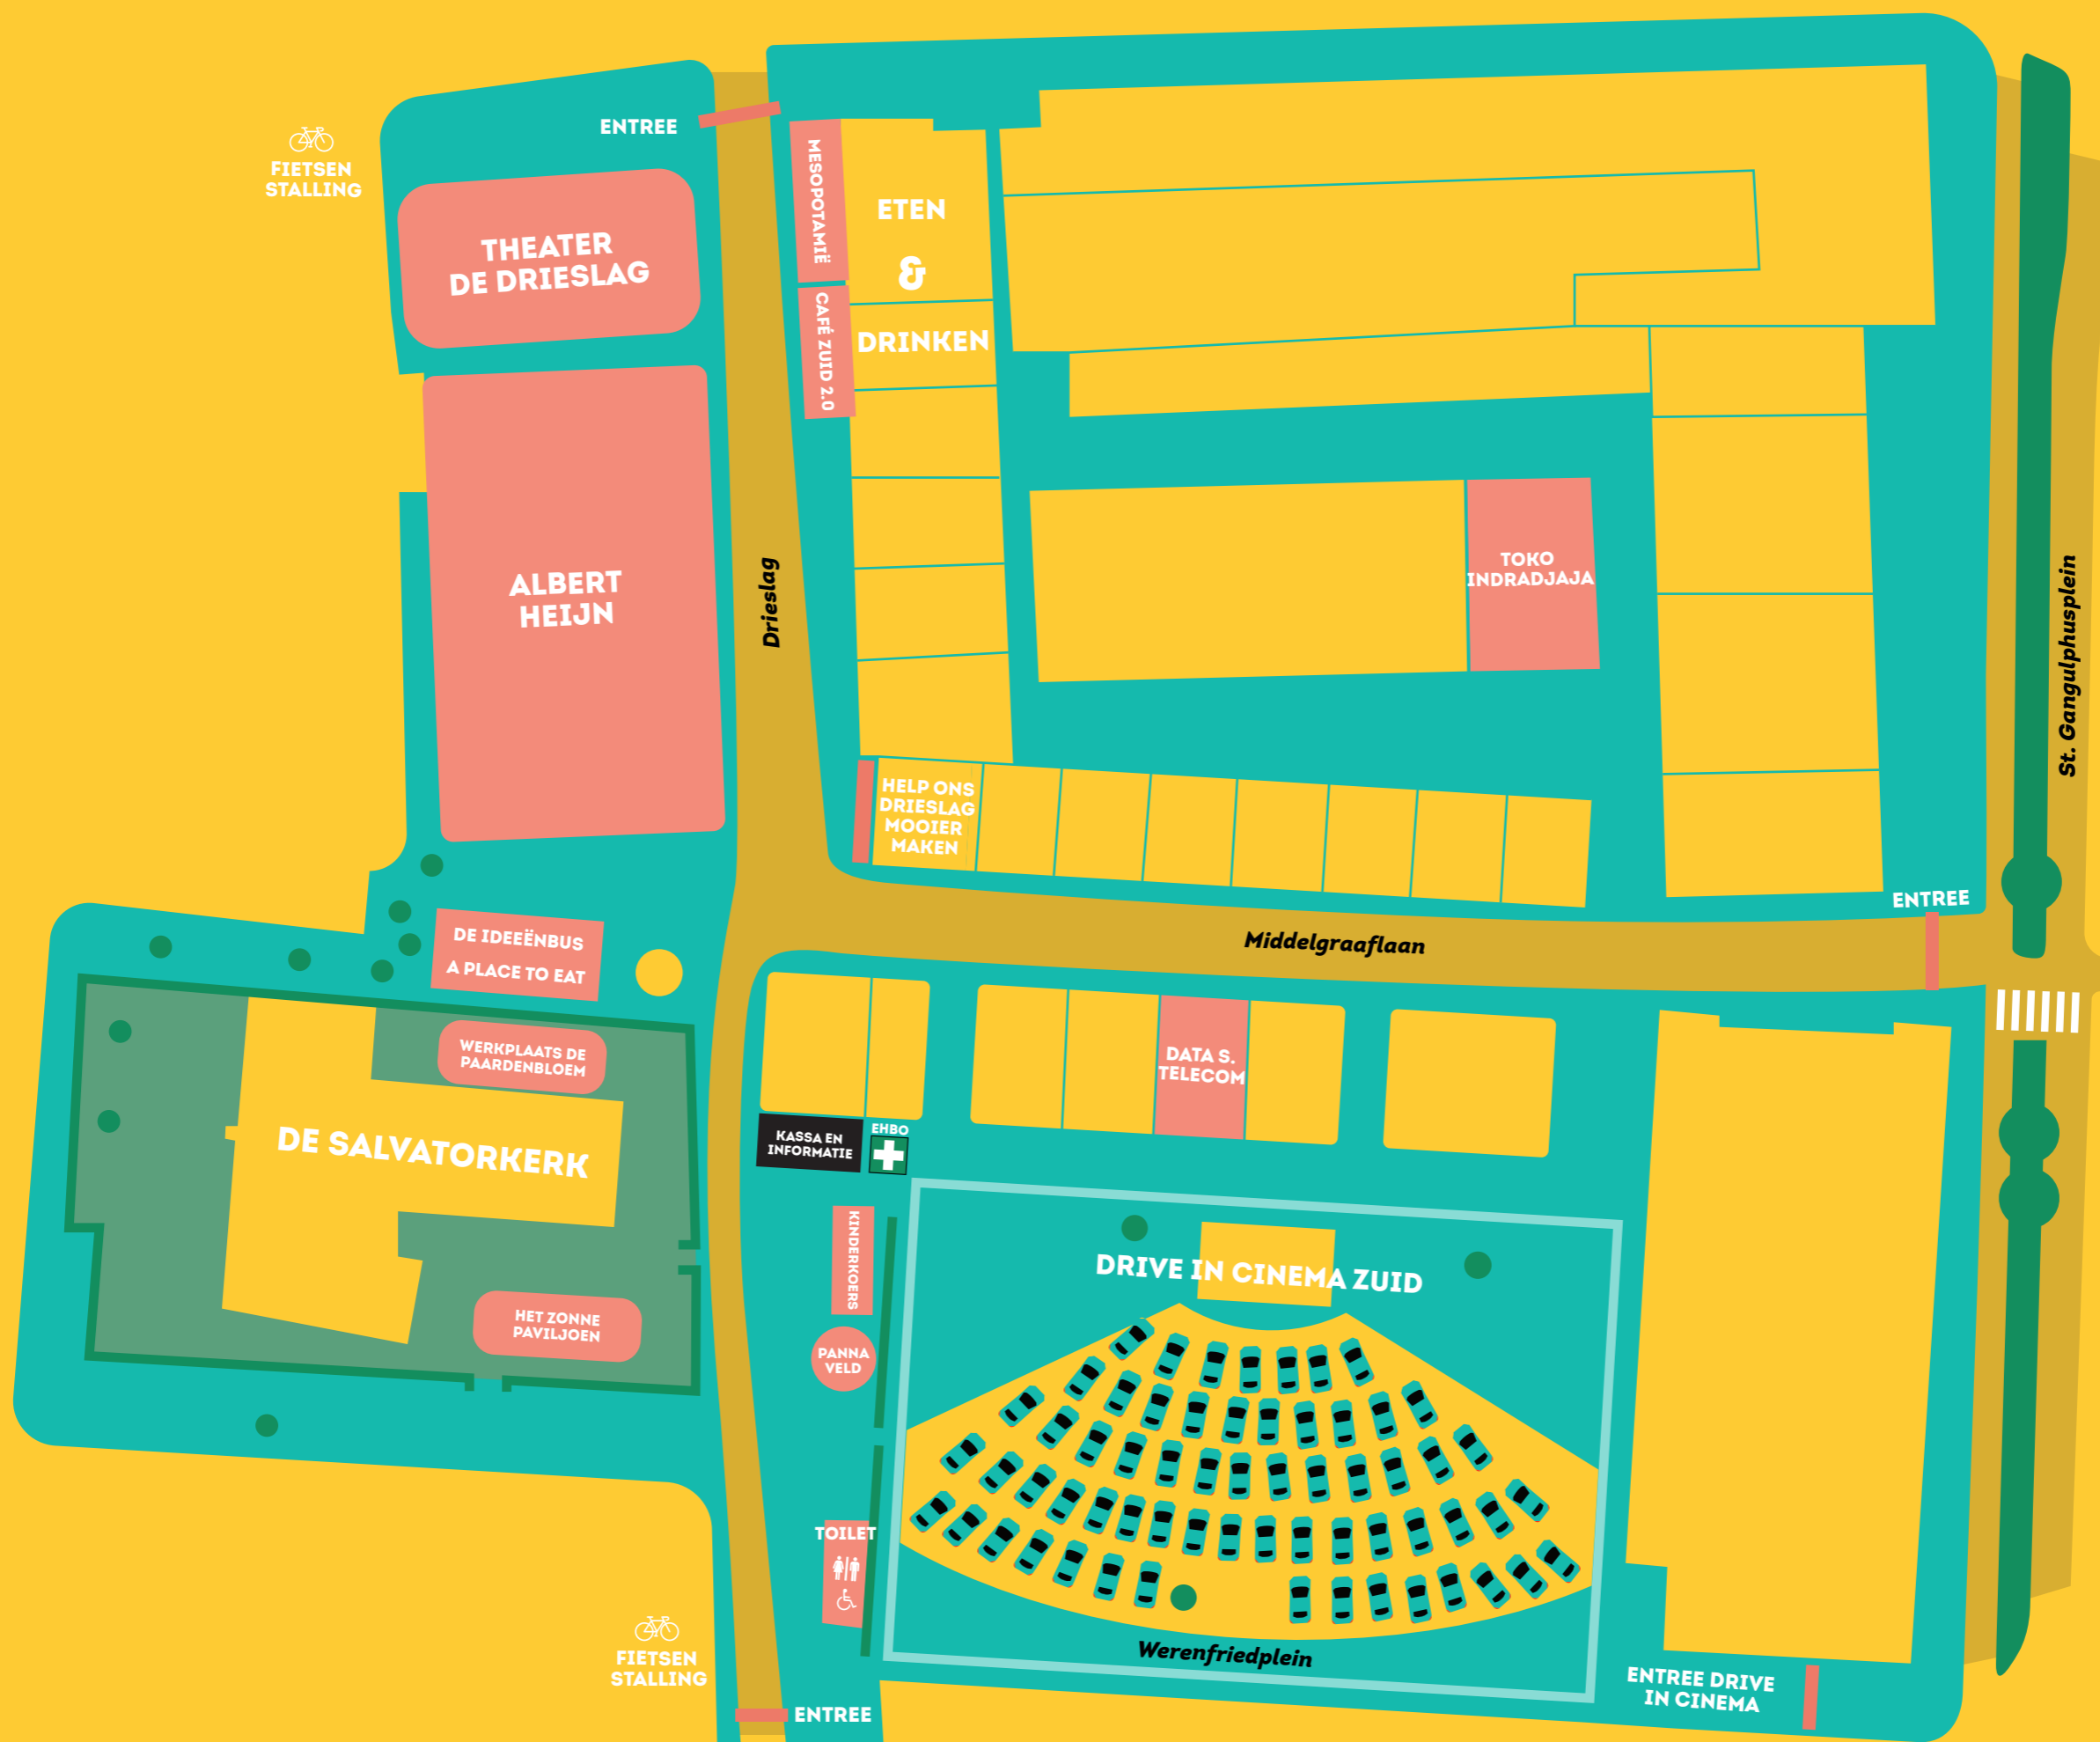 ENTREE
FIETSEN
STALLING
THEATER
DE DRIESLAG
MESOPOTAMIË
ETEN
&
DRINKEN
CAFÉ ZUID 2.0
ALBERT
HEIJN
Drieslag
TOKO
INDRADJAJA
St. Gangulphusplein
HELP ONS
DRIESLAG
MOOIER
MAKEN
ENTREE
DE IDEEËNBUS
A PLACE TO EAT
Middelgraaflaan
WERKPLAATS DE
PAARDENBLOEM
DATA S.
TELECOM
DE SALVATORKERK
KASSA EN
INFORMATIE
EHBO
KINDERKOERS
DRIVE IN CINEMA ZUID
HET ZONNE
PAVILJOEN
PANNA
VELD
TOILET
Werenfriedplein
FIETSEN
STALLING
ENTREE
ENTREE DRIVE
IN CINEMA